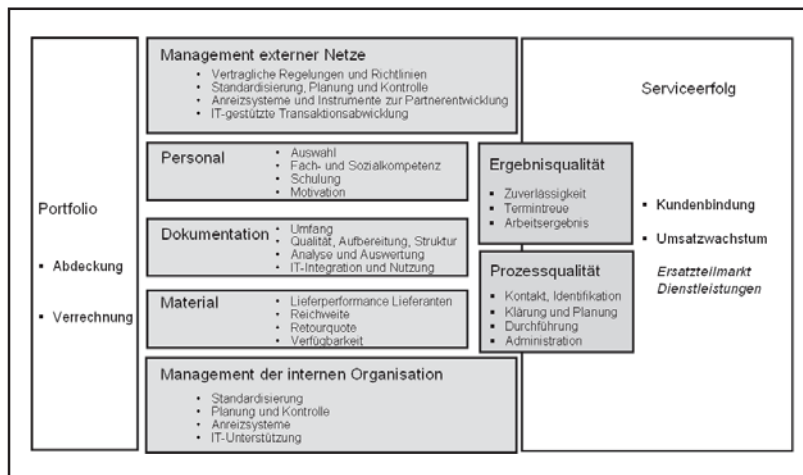 Portfolio
▪ Abdeckung
▪ Verrechnung
Management externer Netze
• Vertragliche Regelungen und Richtlinien
• Standardisierung, Planung und Kontrolle
• Anreizsysteme und Instrumente zur Partnerentwicklung
• IT-gestützte Transaktionsabwicklung
Personal
• Auswahl
• Fach- und Sozialkompetenz
• Schulung
• Motivation
Dokumentation
• Umfang
• Qualität, Aufbereitung, Struktur
• Analyse und Auswertung
• IT-Integration und Nutzung
Material
• Lieferperformance Lieferanten
• Reichweite
• Retourquote
• Verfügbarkeit
Management der internen Organisation
• Standardisierung
• Planung und Kontrolle
• Anreizsysteme
• IT-Unterstützung
Ergebnisqualität
▪ Zuverlässigkeit
▪ Termintreue
▪ Arbeitsergebnis
Prozessqualität
▪ Kontakt, Identifikation
▪ Klärung und Planung
▪ Durchführung
▪ Administration
Serviceerfolg
▪ Kundenbindung
▪ Umsatzwachstum
Ersatzteilmarkt
Dienstleistungen